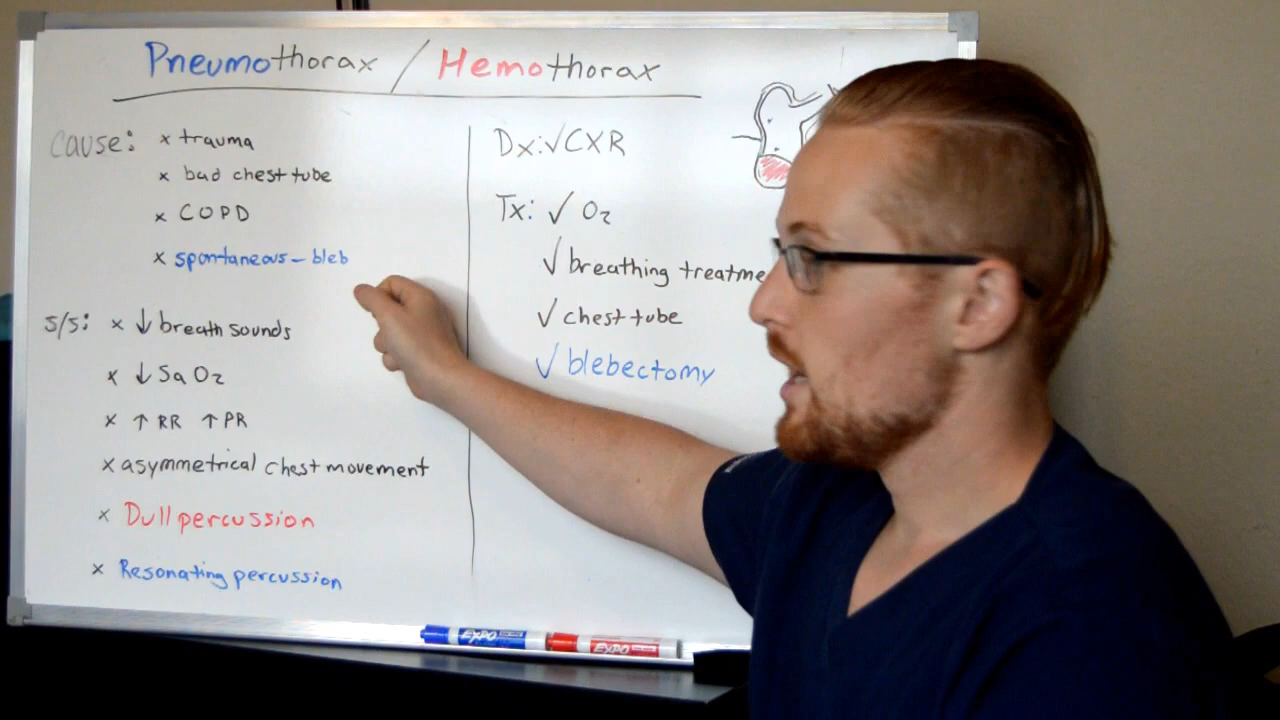 Pneumothorax / Hemothorax
cause: x trauma
x bad chest tube
x COPD
x spontaneous - bleb
s/s: x ↓ breath sounds
x ↓ SaO2
x ↑ RR ↑ PR
x asymmetrical chest movement
x Dull percussion
x Resonating percussion
Dx: ✓ CXR
Tx: ✓ O2
✓ breathing treatme
✓ chest tube
✓ blebectomy
EXPO
EXPO